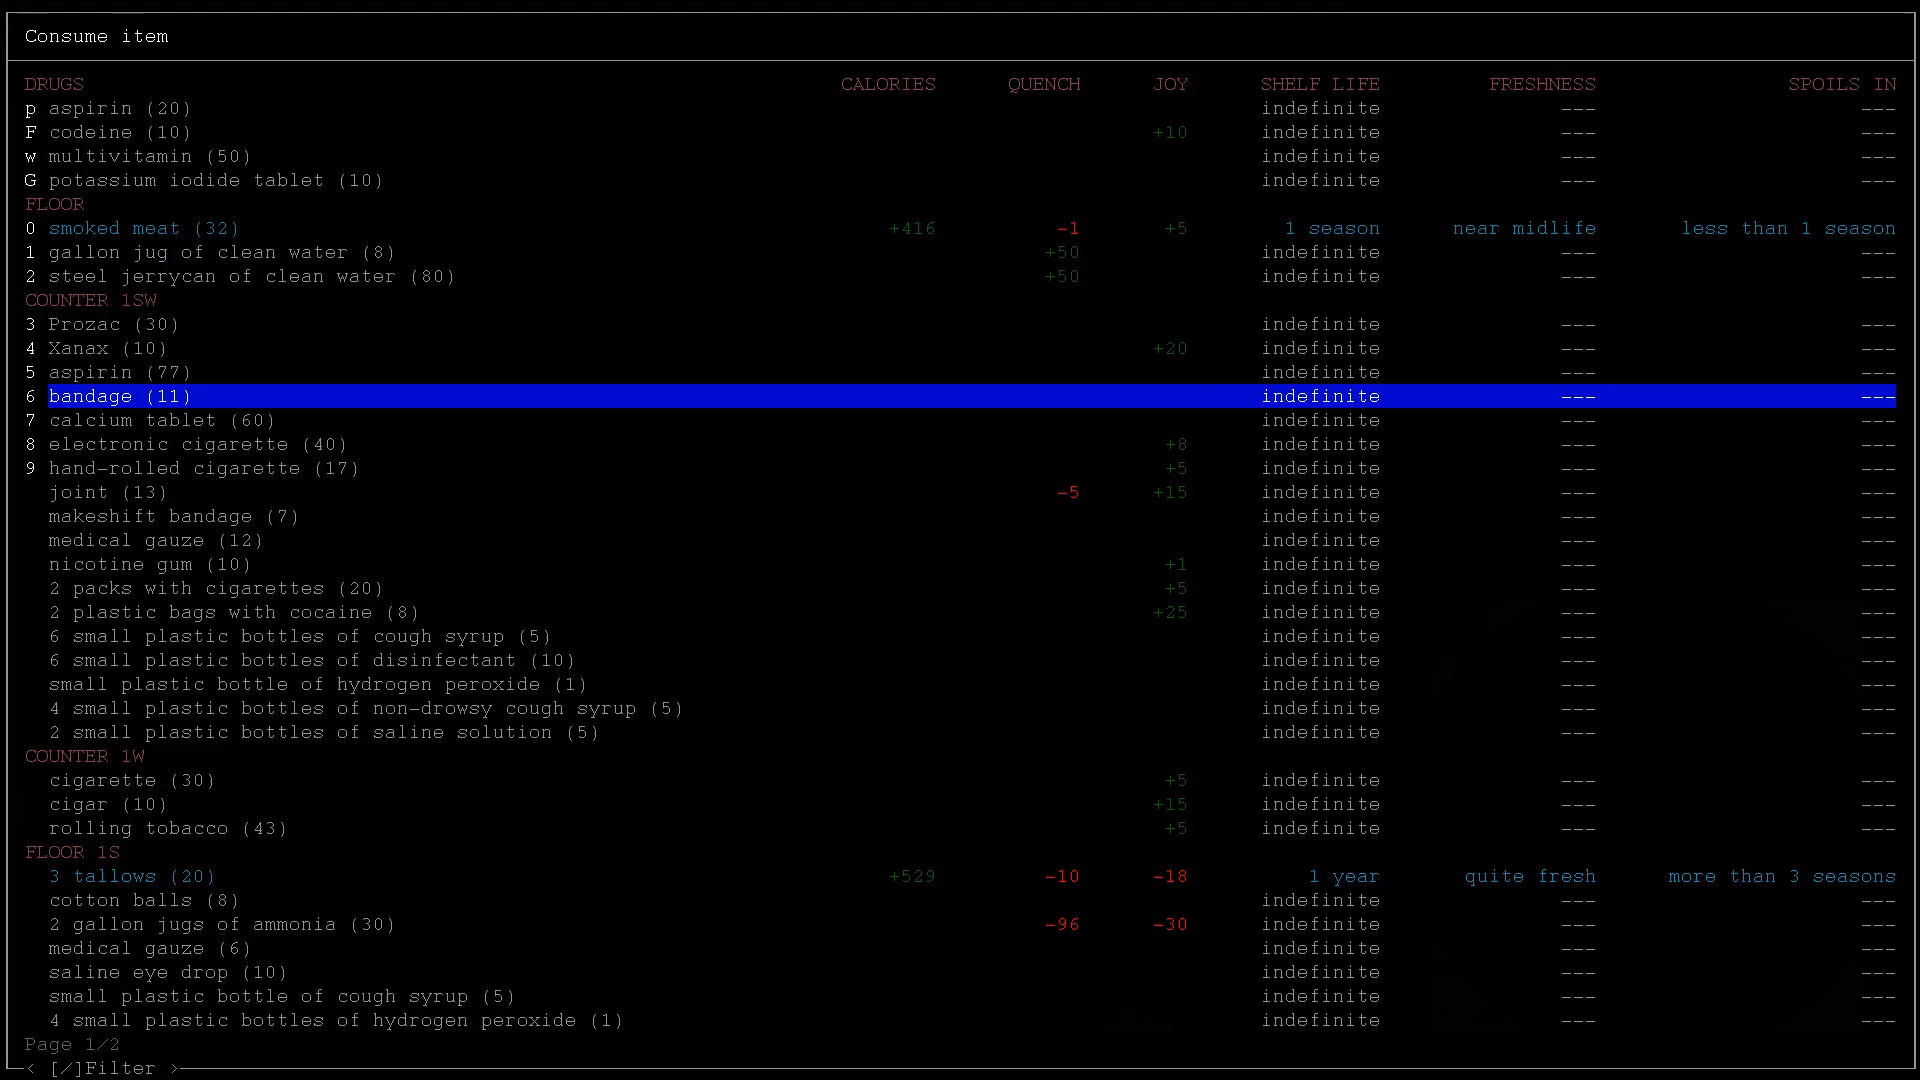 Consume item
DRUGS CALORIES QUENCH JOY SHELF LIFE FRESHNESS SPOILS IN
p aspirin (20) indefinite --- ---
F codeine (10) +10 indefinite --- ---
w multivitamin (50) indefinite --- ---
G potassium iodide tablet (10) indefinite --- ---
FLOOR
0 smoked meat (32) +416 -1 +5 1 season near midlife less than 1 season
1 gallon jug of clean water (8) +50 indefinite --- ---
2 steel jerrycan of clean water (80) +50 indefinite --- ---
COUNTER 1SW
3 Prozac (30) indefinite --- ---
4 Xanax (10) +20 indefinite --- ---
5 aspirin (77) indefinite --- ---
6 bandage (11) indefinite --- ---
7 calcium tablet (60) indefinite --- ---
8 electronic cigarette (40) +8 indefinite --- ---
9 hand-rolled cigarette (17) +5 indefinite --- ---
joint (13) -5 +15 indefinite --- ---
makeshift bandage (7) indefinite --- ---
medical gauze (12) indefinite --- ---
nicotine gum (10) +1 indefinite --- ---
2 packs with cigarettes (20) +5 indefinite --- ---
2 plastic bags with cocaine (8) +25 indefinite --- ---
6 small plastic bottles of cough syrup (5) indefinite --- ---
6 small plastic bottles of disinfectant (10) indefinite --- ---
small plastic bottle of hydrogen peroxide (1) indefinite --- ---
4 small plastic bottles of non-drowsy cough syrup (5) indefinite --- ---
2 small plastic bottles of saline solution (5) indefinite --- ---
COUNTER 1W
cigarette (30) +5 indefinite --- ---
cigar (10) +15 indefinite --- ---
rolling tobacco (43) +5 indefinite --- ---
FLOOR 1S
3 tallows (20) +529 -10 -18 1 year quite fresh more than 3 seasons
cotton balls (8) indefinite --- ---
2 gallon jugs of ammonia (30) -96 -30 indefinite --- ---
medical gauze (6) indefinite --- ---
saline eye drop (10) indefinite --- ---
small plastic bottle of cough syrup (5) indefinite --- ---
4 small plastic bottles of hydrogen peroxide (1) indefinite --- ---
Page 1/2
< [/]Filter >